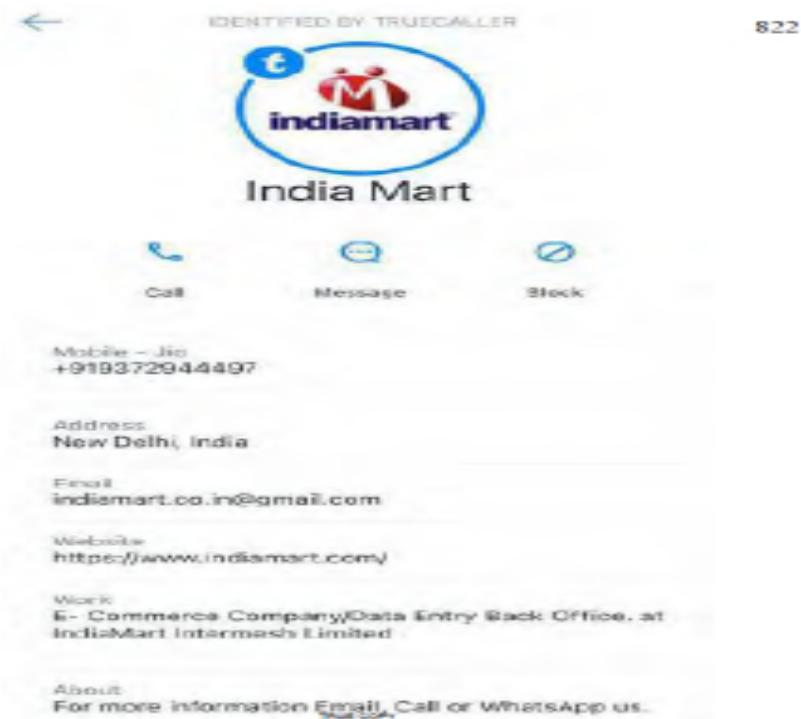 IDENTIFIED BY TRUECALLER
822
t
M
indiamart
India Mart
Call
Message
Block
Mobile – Jio
+919372944497
Address
New Delhi, India
Email
indiamart.co.in@gmail.com
Website
https://www.indiamart.com/
Work
E- Commerce Company/Data Entry Back Office. at
IndiaMart Intermesh Limited
About
For more information Email, Call or WhatsApp us.